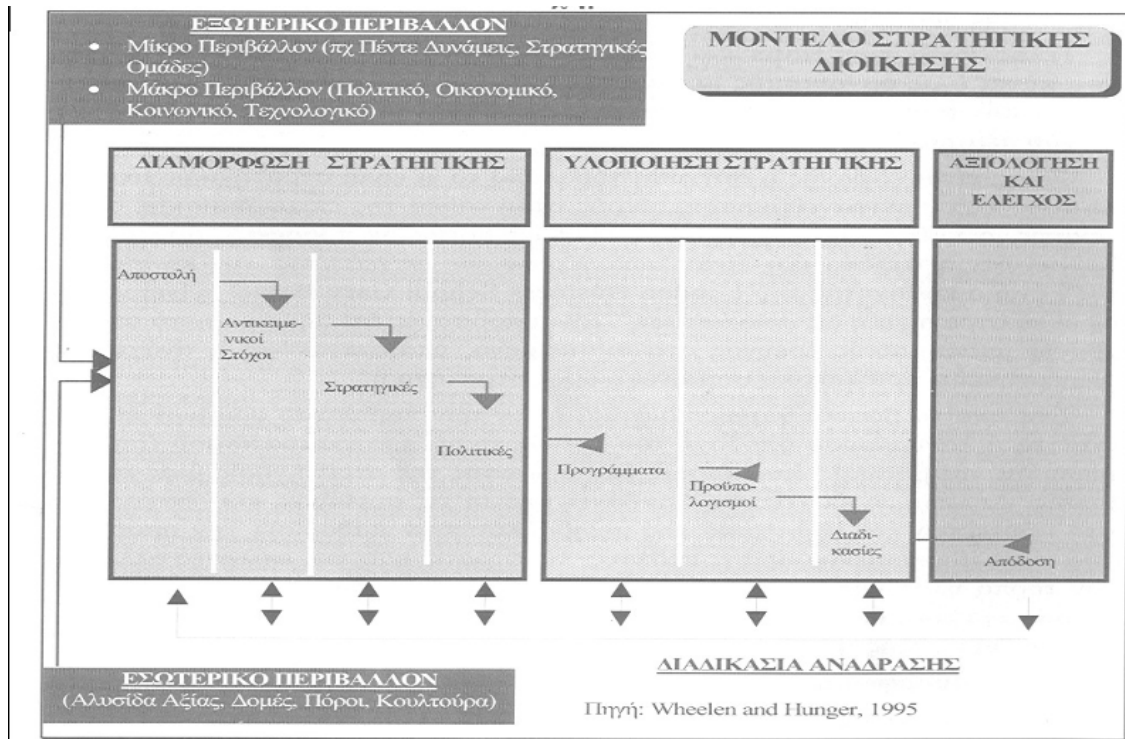 ΕΞΩΤΕΡΙΚΟ ΠΕΡΙΒΑΛΛΟΝ
• Μίκρο Περιβάλλον (πχ Πέντε Δυνάμεις, Στρατηγικές
Ομάδες)
• Μάκρο Περιβάλλον (Πολιτικό, Οικονομικό,
Κοινωνικό, Τεχνολογικό)
ΜΟΝΤΕΛΟ ΣΤΡΑΤΗΓΙΚΗΣ
ΔΙΟΙΚΗΣΗΣ
ΔΙΑΜΟΡΦΩΣΗ ΣΤΡΑΤΗΓΙΚΗΣ
ΥΛΟΠΟΙΗΣΗ ΣΤΡΑΤΗΓΙΚΗΣ
ΑΞΙΟΛΟΓΗΣΗ
ΚΑΙ
ΕΛΕΓΧΟΣ
Αποστολή
Αντικειμε-
νικοί
Στόχοι
Στρατηγικές
Πολιτικές
Προγράμματα
Προϋπο-
λογισμοί
Διαδι-
κασίες
Απόδοση
ΕΣΩΤΕΡΙΚΟ ΠΕΡΙΒΑΛΛΟΝ
(Αλυσίδα Αξίας, Δομές, Πόροι, Κουλτούρα)
ΔΙΑΔΙΚΑΣΙΑ ΑΝΑΔΡΑΣΗΣ
Πηγή: Wheelen and Hunger, 1995